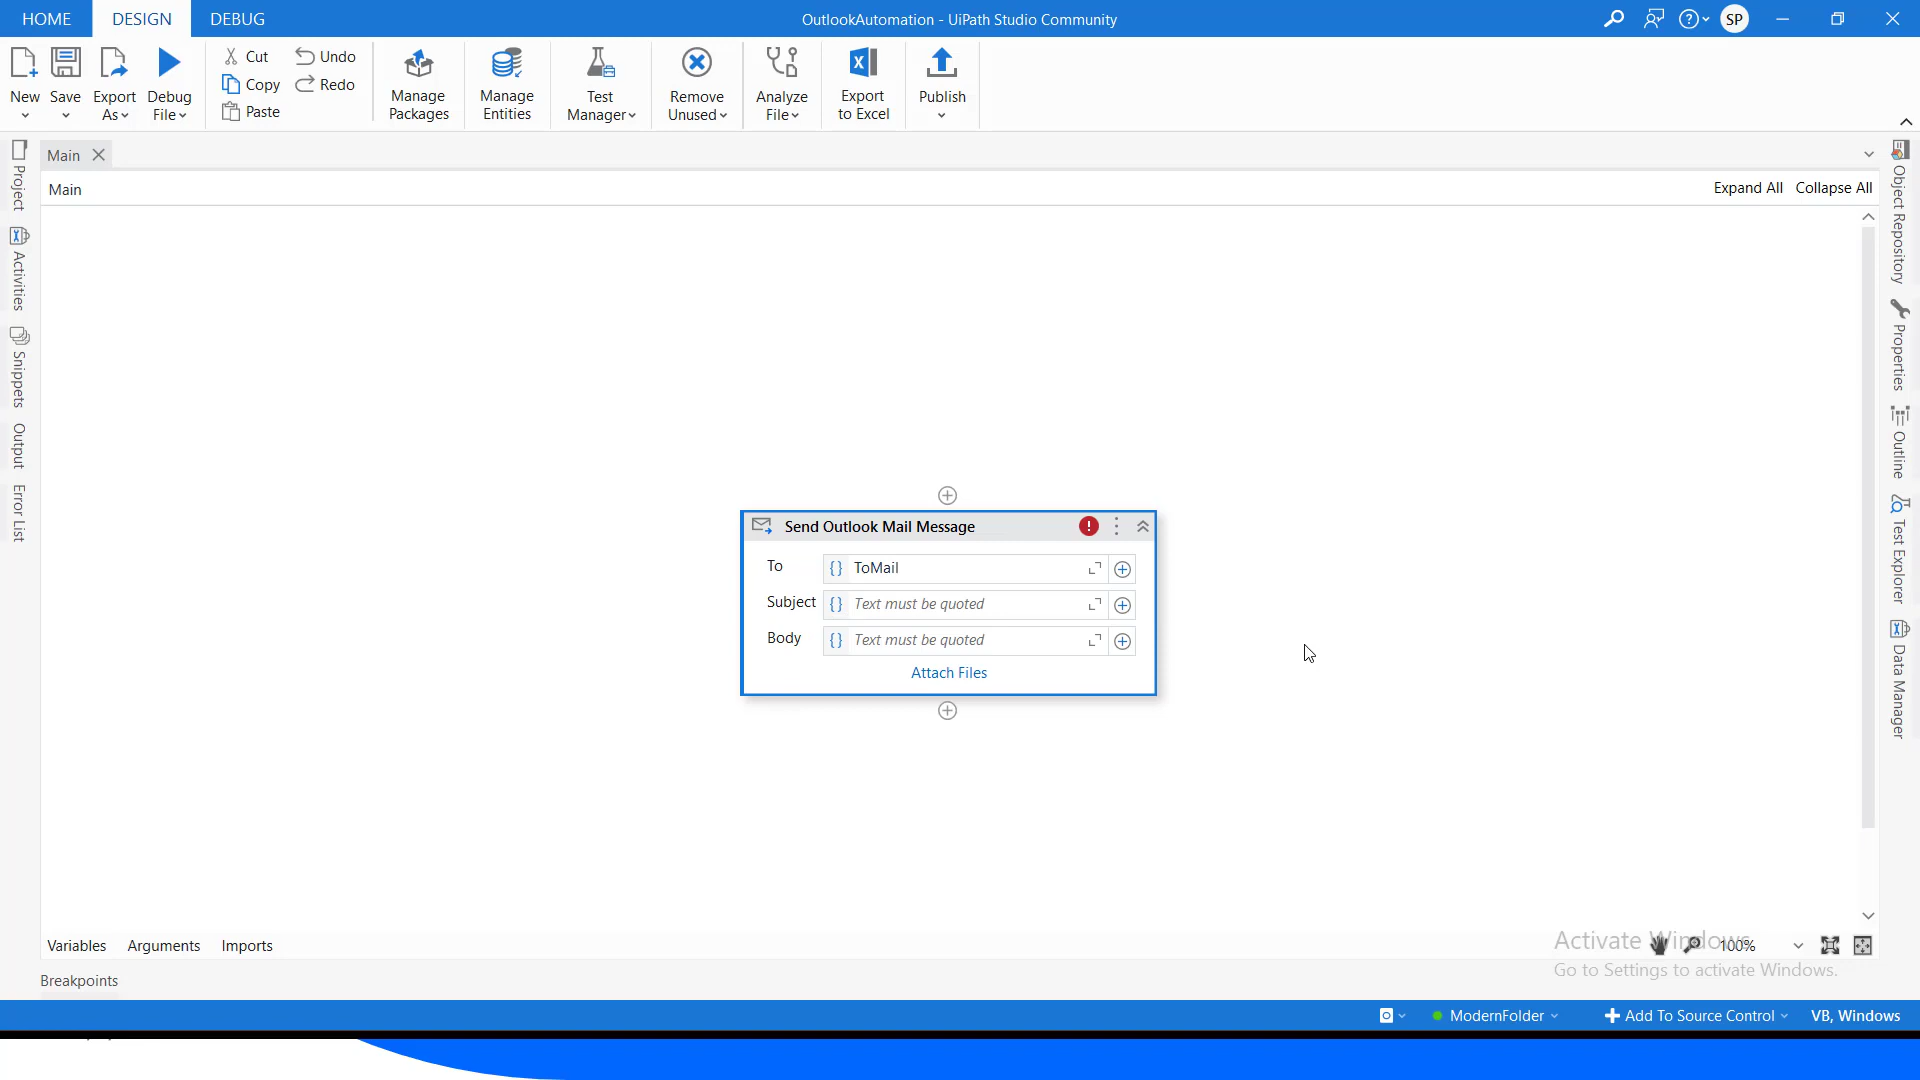 HOME DESIGN DEBUG
OutlookAutomation - UiPath Studio Community
SP
New
Save
Export As
Debug File
Cut
Copy
Paste
Undo
Redo
Manage Packages
Manage Entities
Test Manager
Remove Unused
Analyze File
Export to Excel
Publish
Project
Activities
Snippets
Output
Error List
Main
Main
Expand All Collapse All
Send Outlook Mail Message
To ToMail
Subject Text must be quoted
Body Text must be quoted
Attach Files
Object Repository
Properties
Outline
Test Explorer
Data Manager
Variables Arguments Imports
100%
Activate Windows
Go to Settings to activate Windows.
Breakpoints
ModernFolder
Add To Source Control
VB, Windows